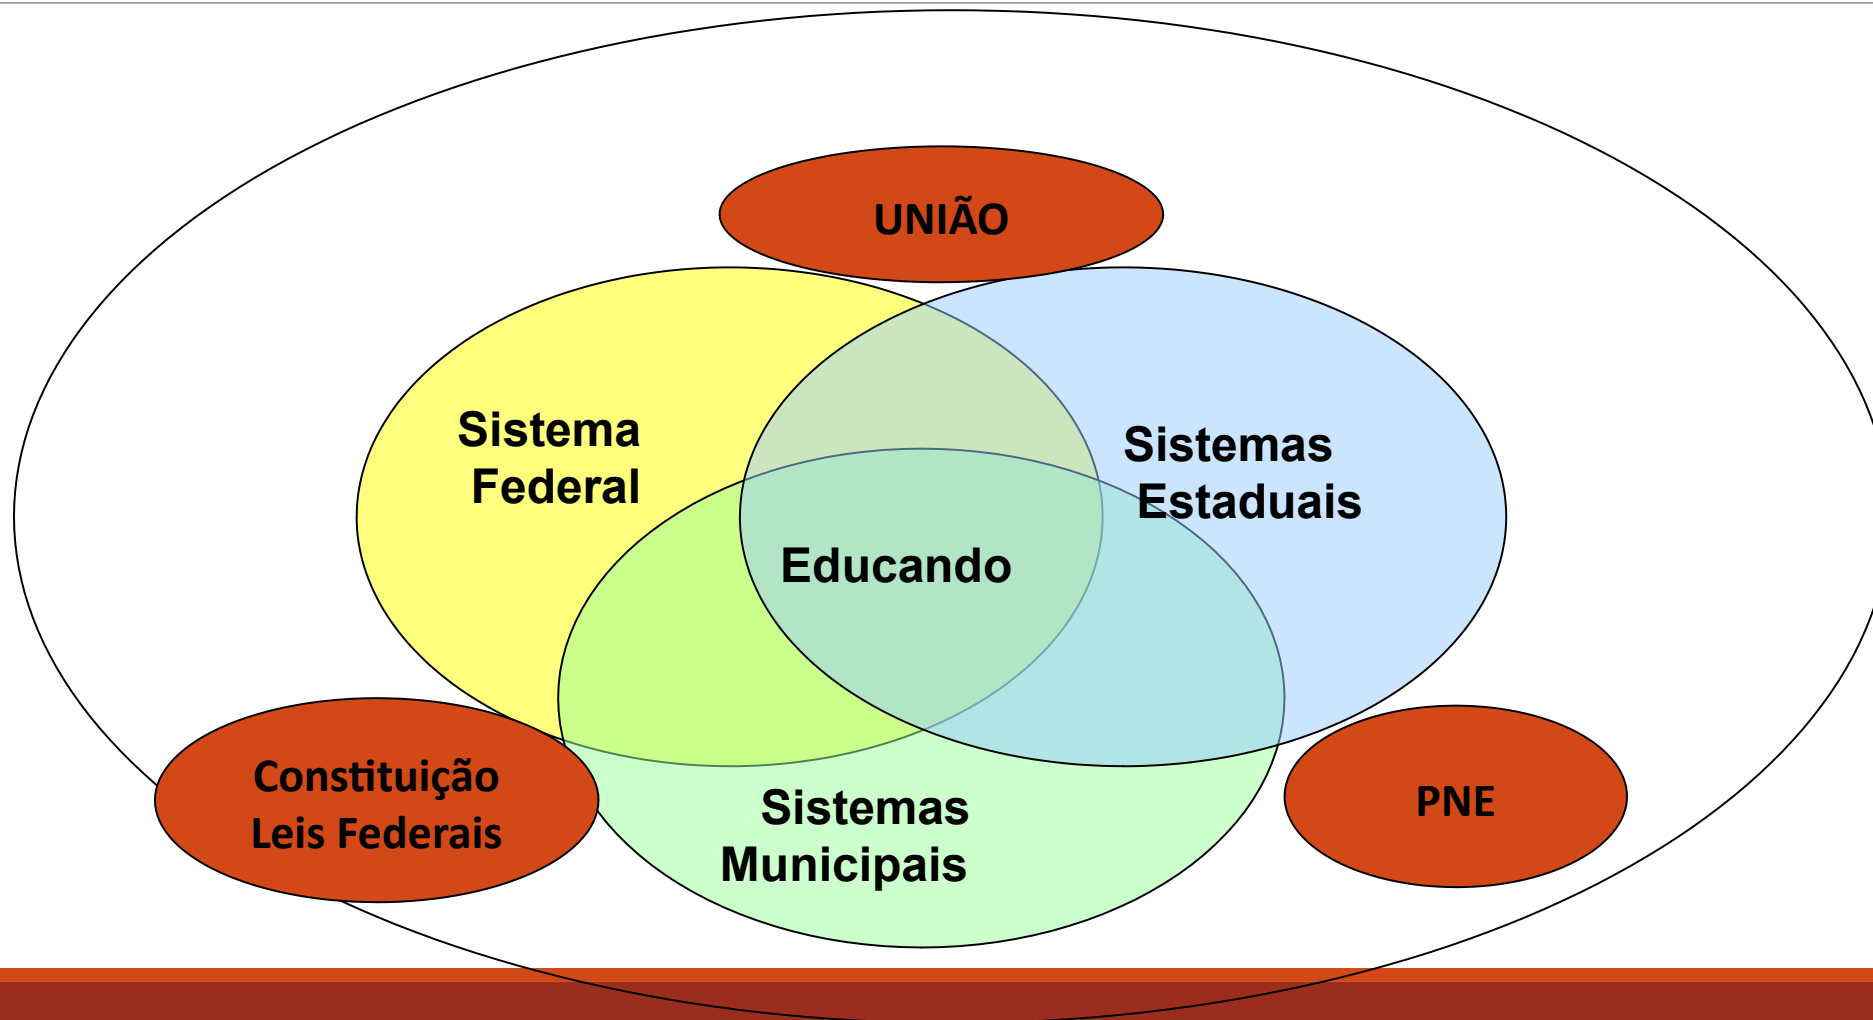 UNIÃO
Sistema
Federal
Sistemas
Estaduais
Educando
Constituição
Leis Federais
Sistemas
Municipais
PNE